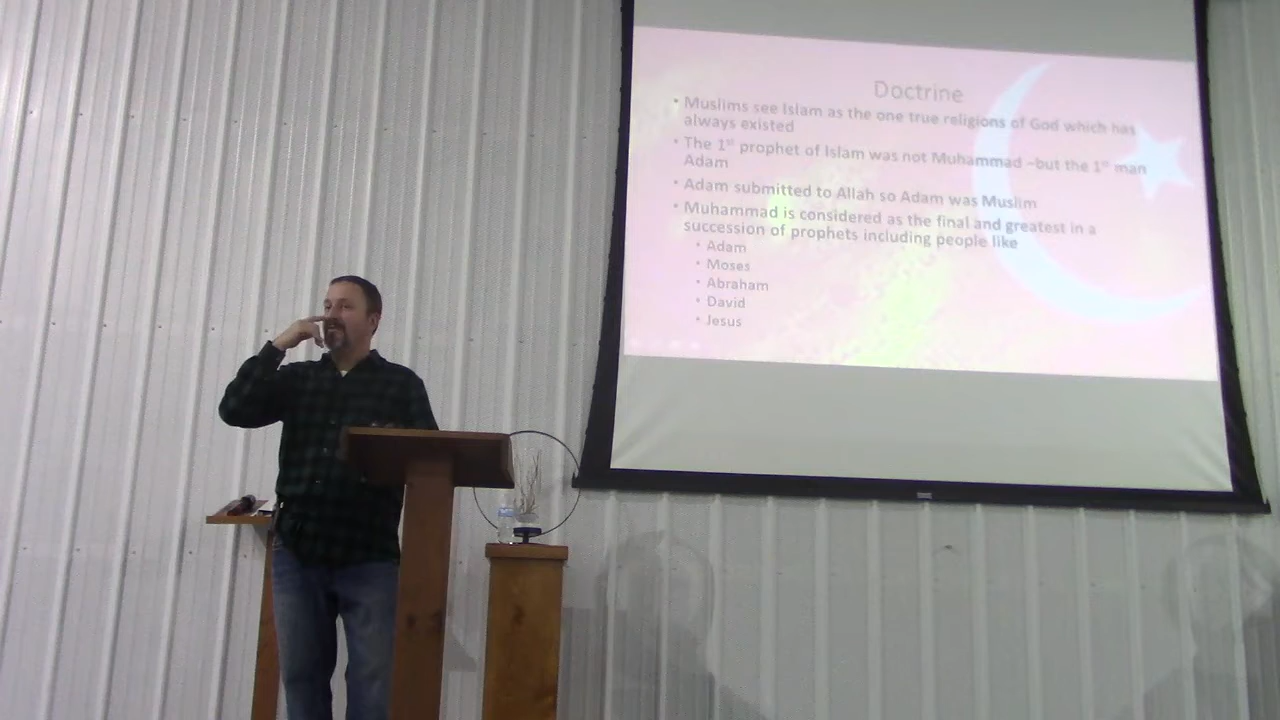 Doctrine
• Muslims see Islam as the one true religions of God which has
always existed
• The 1st prophet of Islam was not Muhammad –but the 1st man
Adam
• Adam submitted to Allah so Adam was Muslim
• Muhammad is considered as the final and greatest in a
succession of prophets including people like
• Adam
• Moses
• Abraham
• David
• Jesus